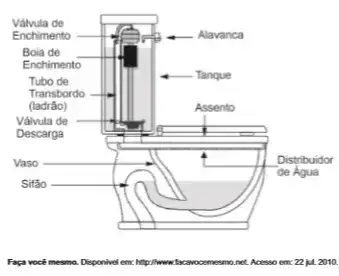 Válvula de
Enchimento
Alavanca
Boia de
Enchimento
Tanque
Tubo de
Transbordo
(ladrão)
Assento
Válvula de
Descarga
Vaso
Distribuidor
de Água
Sifão
Faça você mesmo. Disponível em: http://www.facavocemesmo.net. Acesso em: 22 jul. 2010.